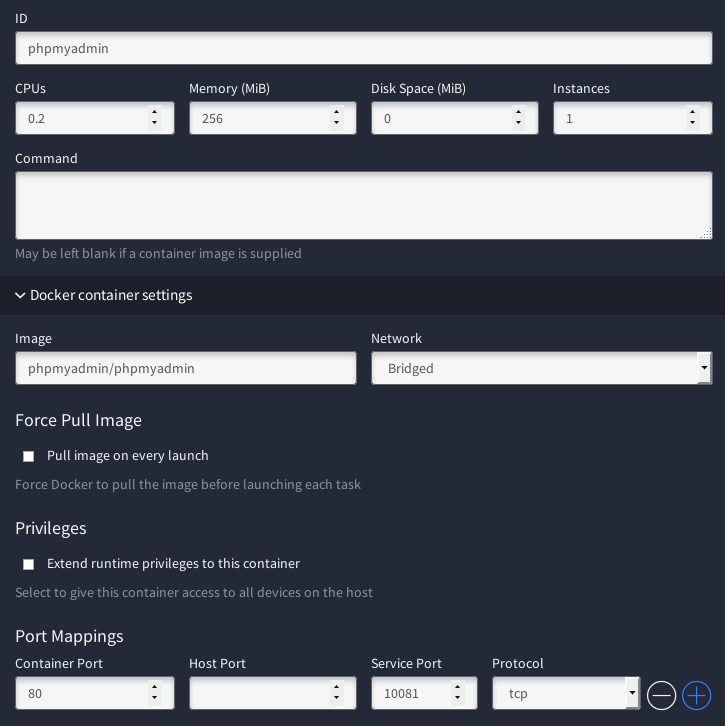 ID
phpmyadmin
CPUs Memory (MiB) Disk Space (MiB) Instances
0.2 256 0 1
Command
May be left blank if a container image is supplied
Docker container settings
Image Network
phpmyadmin/phpmyadmin Bridged
Force Pull Image
Pull image on every launch
Force Docker to pull the image before launching each task
Privileges
Extend runtime privileges to this container
Select to give this container access to all devices on the host
Port Mappings
Container Port Host Port Service Port Protocol
80 10081 tcp